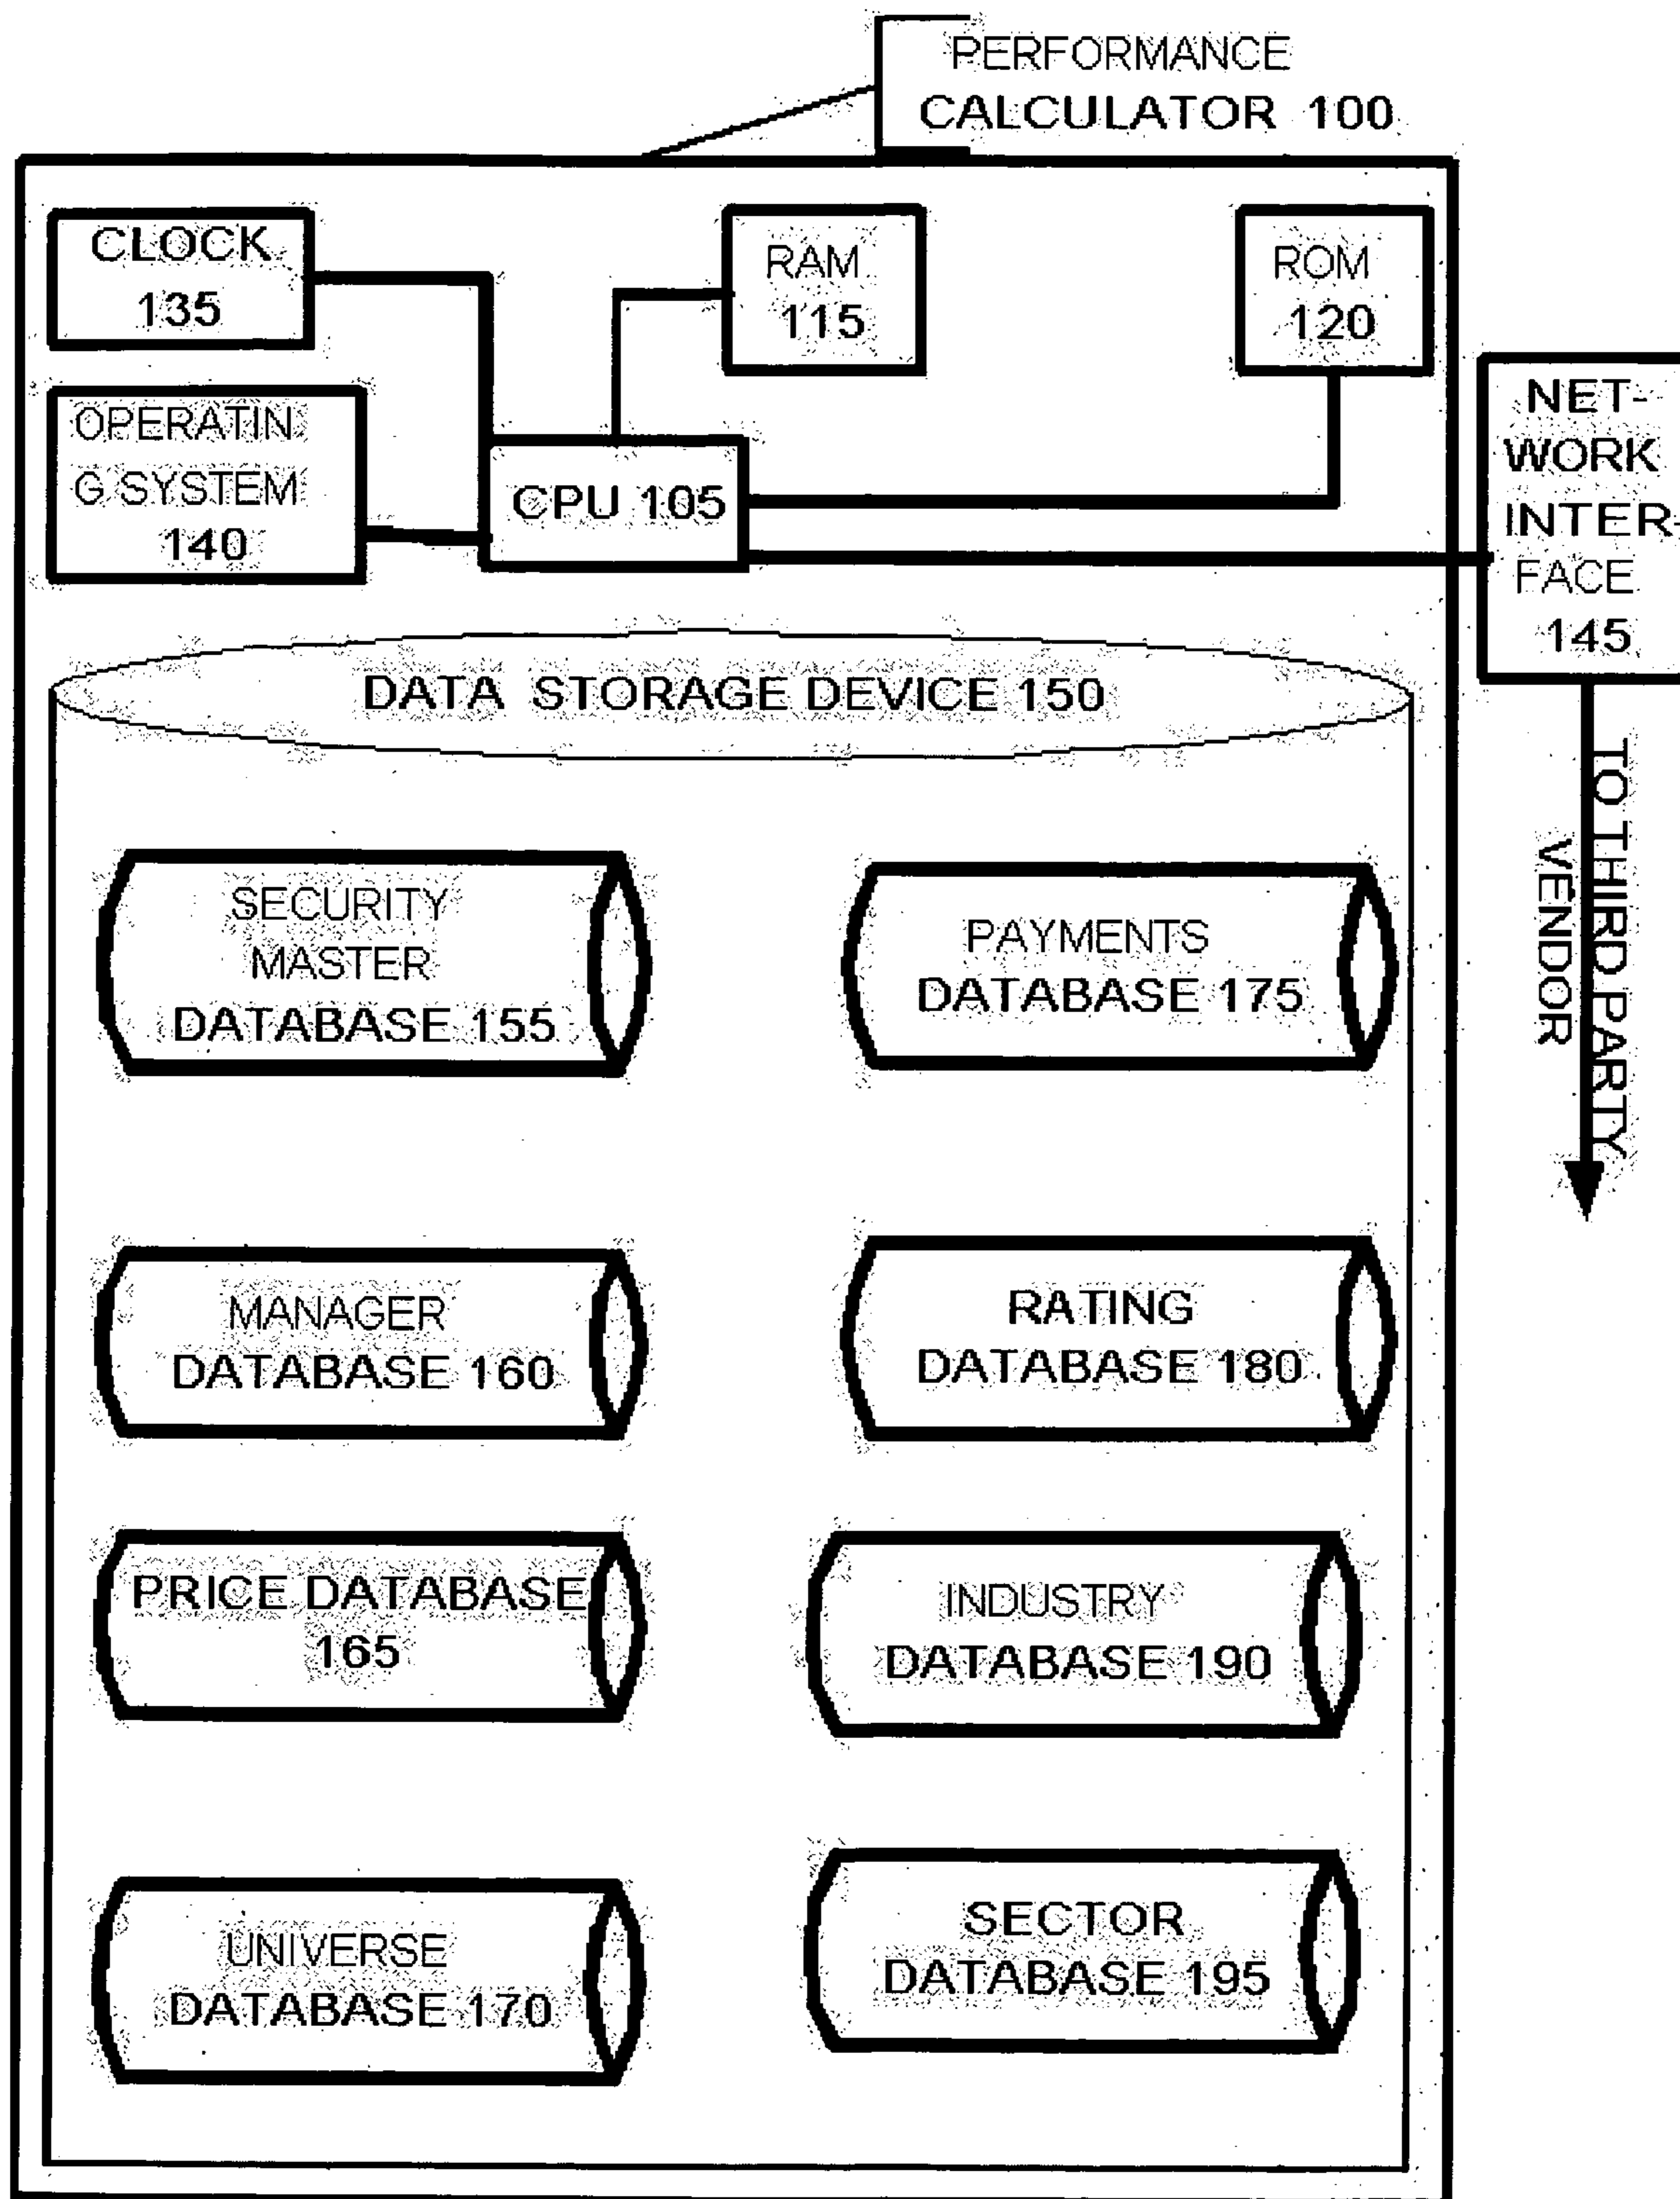 PERFORMANCE
CALCULATOR 100
CLOCK
135
RAM
115
ROM
120
OPERATIN
G SYSTEM
140
CPU 105
NET-
WORK
INTER-
FACE
145
TO THIRD PARTY
VENDOR
DATA STORAGE DEVICE 150
SECURITY
MASTER
DATABASE 155
PAYMENTS
DATABASE 175
MANAGER
DATABASE 160
RATING
DATABASE 180
PRICE DATABASE
165
INDUSTRY
DATABASE 190
UNIVERSE
DATABASE 170
SECTOR
DATABASE 195